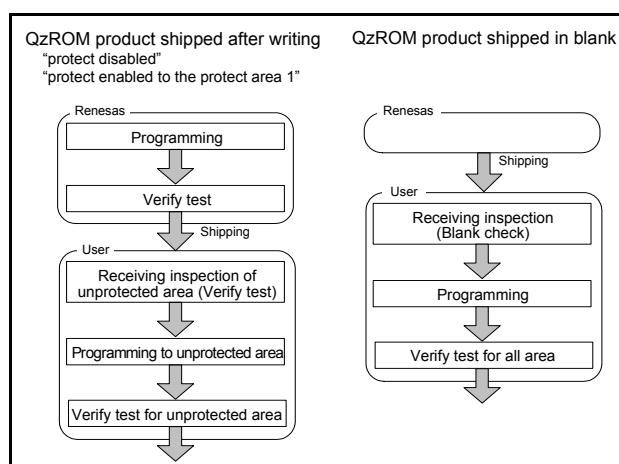 QzROM product shipped after writing
“protect disabled”
“protect enabled to the protect area 1”
Renesas
Programming
Verify test
Shipping
User
Receiving inspection of
unprotected area (Verify test)
Programming to unprotected area
Verify test for unprotected area
QzROM product shipped in blank
Renesas
Shipping
User
Receiving inspection
(Blank check)
Programming
Verify test for all area